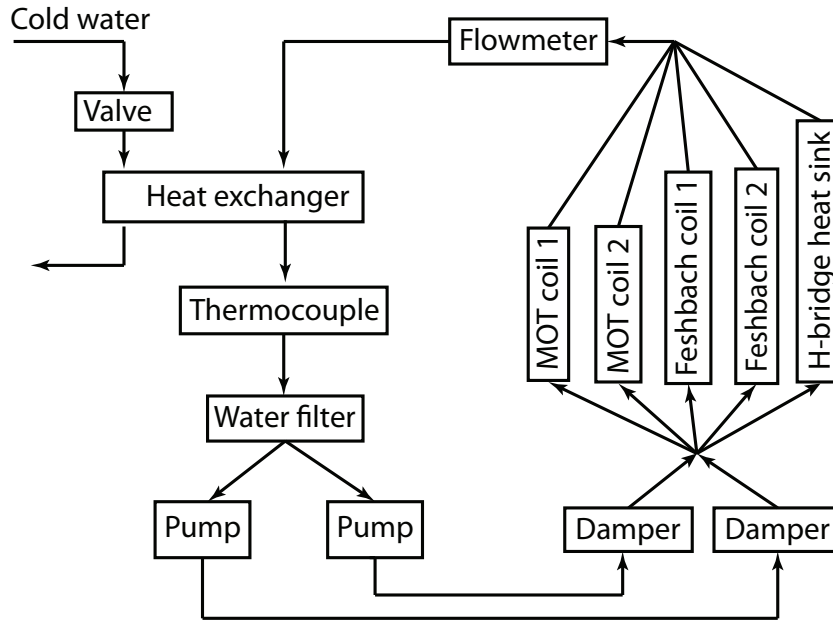 Cold water
Flowmeter
Valve
Heat exchanger
MOT coil 1
MOT coil 2
Feshbach coil 1
Feshbach coil 2
H-bridge heat sink
Thermocouple
Water filter
Pump
Pump
Damper
Damper